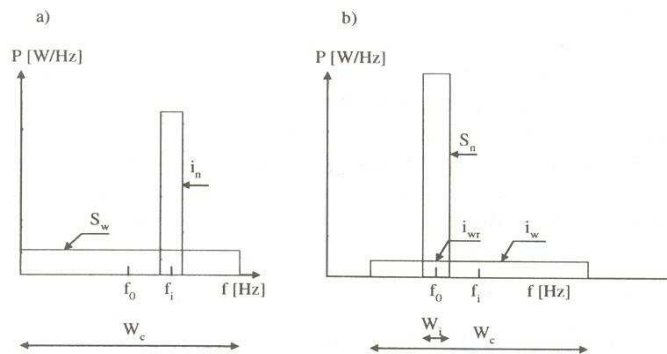 a)
P [W/Hz]
i_n
S_w
f_0
f_i
f [Hz]
W_c
b)
P [W/Hz]
S_n
i_wr
i_w
f_0
f_i
f [Hz]
W_i
W_c